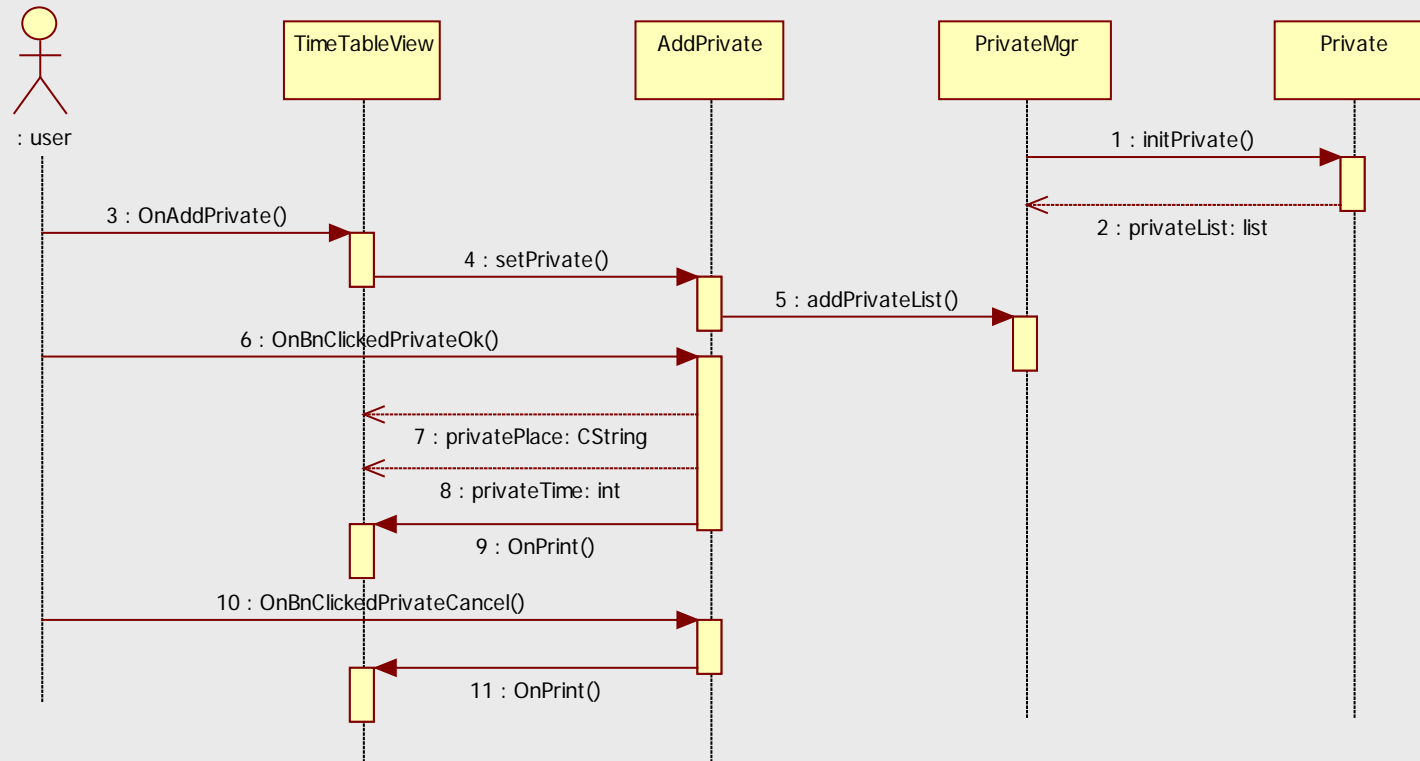 TimeTableView
AddPrivate
PrivateMgr
Private
: user
1 : initPrivate()
2 : privateList: list
3 : OnAddPrivate()
4 : setPrivate()
5 : addPrivateList()
6 : OnBnClickedPrivateOk()
7 : privatePlace: CString
8 : privateTime: int
9 : OnPrint()
10 : OnBnClickedPrivateCancel()
11 : OnPrint()